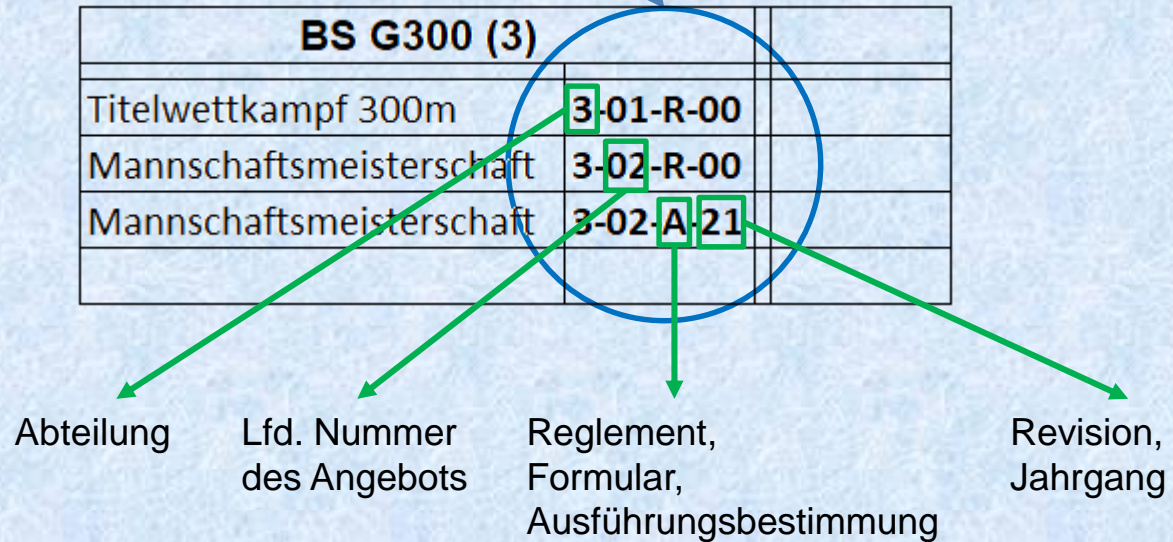 BS G300 (3)
Titelwettkampf 300m 3-01-R-00
Mannschaftsmeisterschaft 3-02-R-00
Mannschaftsmeisterschaft 3-02-A-21
Abteilung
Lfd. Nummer
des Angebots
Reglement,
Formular,
Ausführungsbestimmung
Revision,
Jahrgang